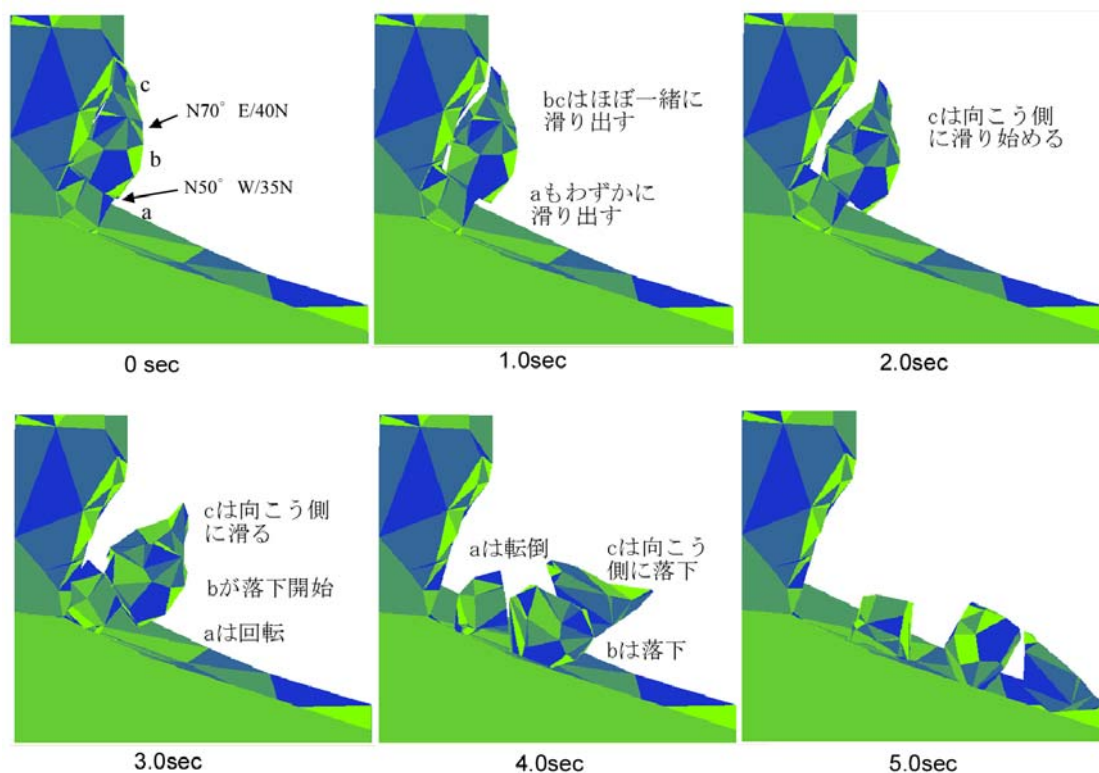 c
N70° E/40N
b
N50° W/35N
a
0 sec
bcはほぼ一緒に
滑り出す
aもわずかに
滑り出す
1.0sec
cは向こう側
に滑り始める
2.0sec
cは向こう側
に滑る
bが落下開始
aは回転
3.0sec
aは転倒
cは向こう
側に落下
bは落下
4.0sec
5.0sec